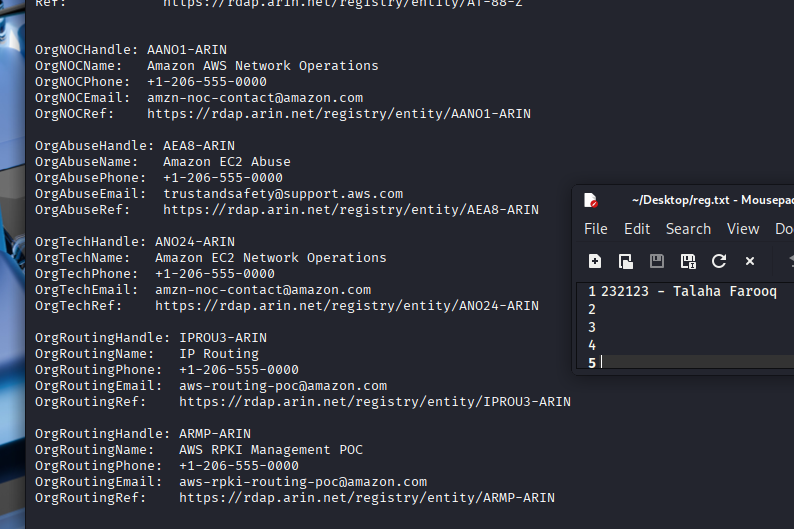 Ref:                https://rdap.arin.net/registry/entity/AT-88-Z
OrgNOCHandle: AANO1-ARIN
OrgNOCName:   Amazon AWS Network Operations
OrgNOCPhone:  +1-206-555-0000
OrgNOCEmail:  amzn-noc-contact@amazon.com
OrgNOCRef:    https://rdap.arin.net/registry/entity/AANO1-ARIN
OrgAbuseHandle: AEA8-ARIN
OrgAbuseName:   Amazon EC2 Abuse
OrgAbusePhone:  +1-206-555-0000
OrgAbuseEmail:  trustandsafety@support.aws.com
OrgAbuseRef:    https://rdap.arin.net/registry/entity/AEA8-ARIN
OrgTechHandle: ANO24-ARIN
OrgTechName:   Amazon EC2 Network Operations
OrgTechPhone:  +1-206-555-0000
OrgTechEmail:  amzn-noc-contact@amazon.com
OrgTechRef:    https://rdap.arin.net/registry/entity/ANO24-ARIN
OrgRoutingHandle: IPROU3-ARIN
OrgRoutingName:   IP Routing
OrgRoutingPhone:  +1-206-555-0000
OrgRoutingEmail:  aws-routing-poc@amazon.com
OrgRoutingRef:    https://rdap.arin.net/registry/entity/IPROU3-ARIN
OrgRoutingHandle: ARMP-ARIN
OrgRoutingName:   AWS RPKI Management POC
OrgRoutingPhone:  +1-206-555-0000
OrgRoutingEmail:  aws-rpki-routing-poc@amazon.com
OrgRoutingRef:    https://rdap.arin.net/registry/entity/ARMP-ARIN
~/Desktop/reg.txt - Mousepa
File Edit Search View Do
1 232123 - Talaha Farooq
2
3
4
5